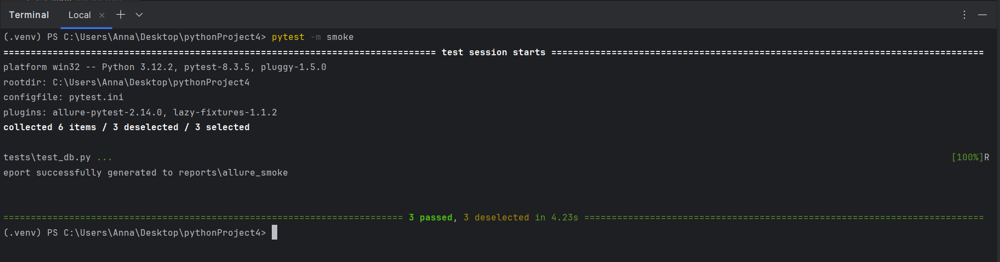 Terminal Local
(.venv) PS C:\Users\Anna\Desktop\pythonProject4> pytest -m smoke
=============================================================================== test session starts ===============================================================================
platform win32 -- Python 3.12.2, pytest-8.3.5, pluggy-1.5.0
rootdir: C:\Users\Anna\Desktop\pythonProject4
configfile: pytest.ini
plugins: allure-pytest-2.14.0, lazy-fixtures-1.1.2
collected 6 items / 3 deselected / 3 selected
tests\test_db.py ... [100%]R
eport successfully generated to reports\allure_smoke
========================================================================= 3 passed, 3 deselected in 4.23s =========================================================================
(.venv) PS C:\Users\Anna\Desktop\pythonProject4>